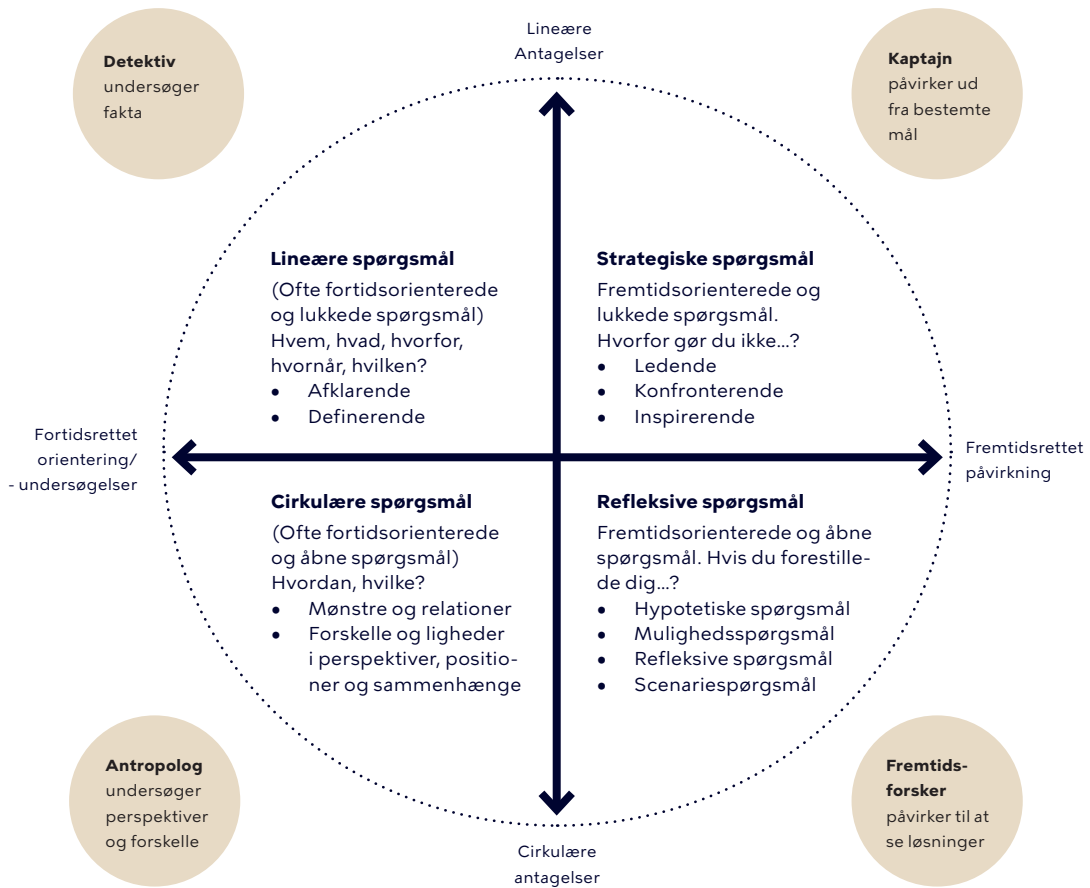 Lineære
Antagelser
Detektiv
undersøger
fakta
Kaptajn
påvirker ud
fra bestemte
mål
Lineære spørgsmål
(Ofte fortidsorienterede
og lukkede spørgsmål)
Hvem, hvad, hvorfor,
hvornår, hvilken?
• Afklarende
• Definerende
Strategiske spørgsmål
Fremtidsorienterede og
lukkede spørgsmål.
Hvorfor gør du ikke...?
• Ledende
• Konfronterende
• Inspirerende
Fortidsrettet
orientering/
- undersøgelser
Fremtidsrettet
påvirkning
Cirkulære spørgsmål
(Ofte fortidsorienterede
og åbne spørgsmål)
Hvordan, hvilke?
• Mønstre og relationer
• Forskelle og ligheder
i perspektiver, positio-
ner og sammenhænge
Refleksive spørgsmål
Fremtidsorienterede og åbne
spørgsmål. Hvis du forestille-
de dig...?
• Hypotetiske spørgsmål
• Mulighedsspørgsmål
• Refleksive spørgsmål
• Scenariespørgsmål
Antropolog
undersøger
perspektiver
og forskelle
Fremtids-
forsker
påvirker til at
se løsninger
Cirkulære
antagelser